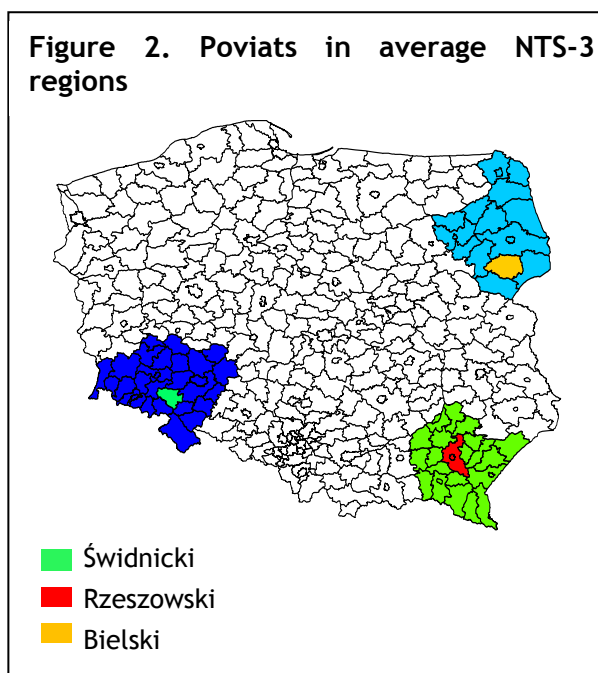 Figure 2. Poviats in average NTS-3
regions
Świdnicki
Rzeszowski
Bielski